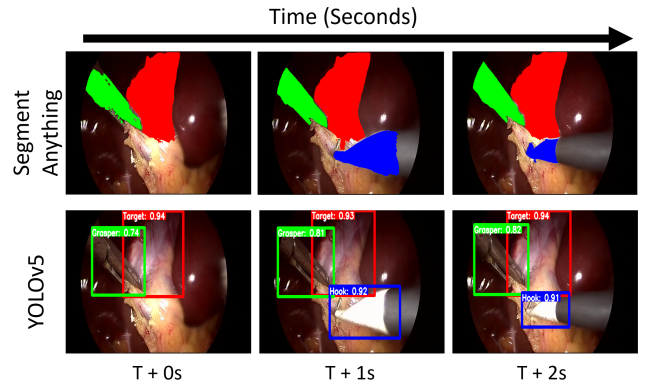 Time (Seconds)
Segment
Anything
YOLOv5
Target: 0.94
Grasper: 0.74
Target: 0.93
Grasper: 0.81
Hook: 0.92
Target: 0.94
Grasper: 0.82
Hook: 0.91
T + 0s
T + 1s
T + 2s